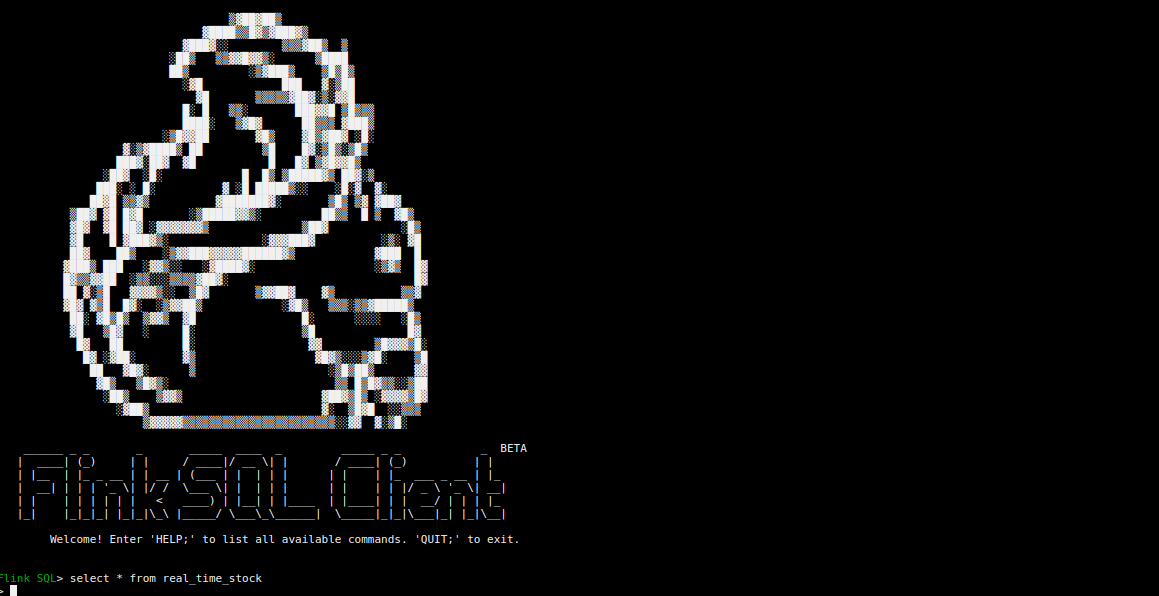 BETA
Flink SQL Client
Welcome! Enter 'HELP;' to list all available commands. 'QUIT;' to exit.
Flink SQL> select * from real_time_stock
>